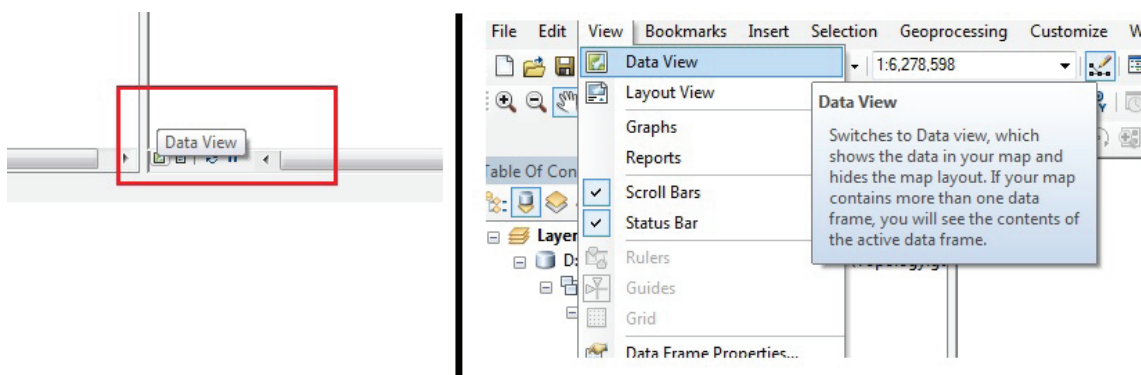 Data View
File Edit View Bookmarks Insert Selection Geoprocessing Customize W
Data View
1:6,278,598
Layout View
Data View
Graphs
Switches to Data view, which
Reports
shows the data in your map and
Table Of Con
hides the map layout. If your map
Scroll Bars
contains more than one data
Status Bar
frame, you will see the contents of
Layer
the active data frame.
D:
Rulers
Guides
Grid
Data Frame Properties...